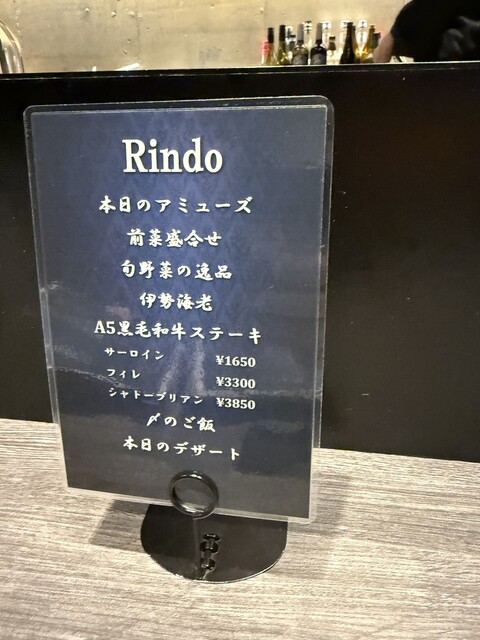 Rindo
本日のアミューズ
前菜盛合せ
旬野菜の逸品
伊勢海老
A5黒毛和牛ステーキ
サーロイン ¥1650
フィレ ¥3300
シャトーブリアン ¥3850
〆のご飯
本日のデザート